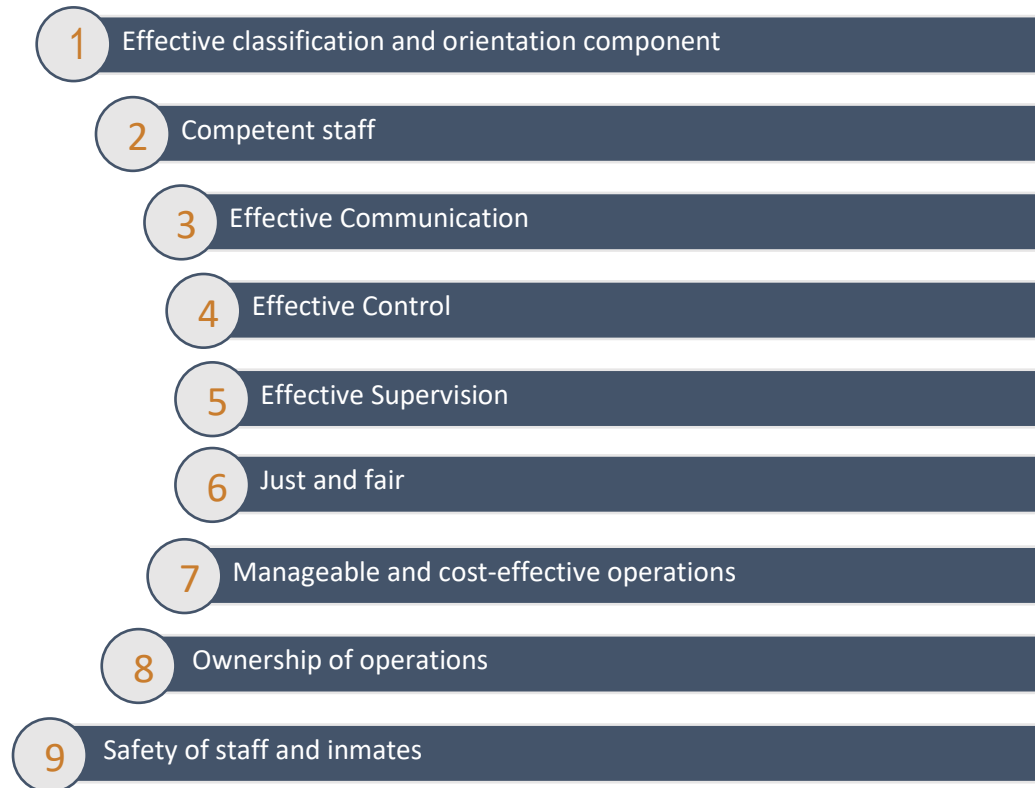 1 Effective classification and orientation component
2 Competent staff
3 Effective Communication
4 Effective Control
5 Effective Supervision
6 Just and fair
7 Manageable and cost-effective operations
8 Ownership of operations
9 Safety of staff and inmates